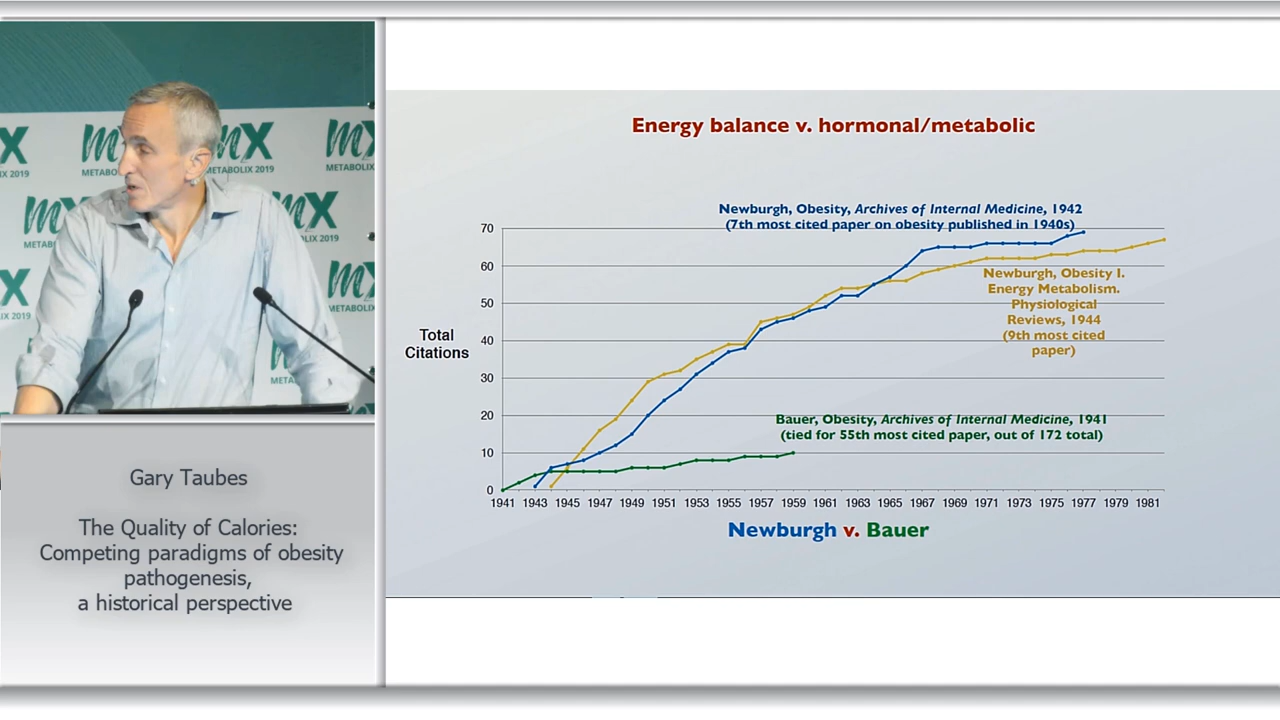 mX
METABOLIX 2019
Gary Taubes
The Quality of Calories:
Competing paradigms of obesity
pathogenesis,
a historical perspective
Energy balance v. hormonal/metabolic
Newburgh, Obesity, Archives of Internal Medicine, 1942
(7th most cited paper on obesity published in 1940s)
Newburgh, Obesity I.
Energy Metabolism.
Physiological
Reviews, 1944
(9th most cited
paper)
Bauer, Obesity, Archives of Internal Medicine, 1941
(tied for 55th most cited paper, out of 172 total)
Total
Citations
70
60
50
40
30
20
10
0
1941 1943 1945 1947 1949 1951 1953 1955 1957 1959 1961 1963 1965 1967 1969 1971 1973 1975 1977 1979 1981
Newburgh v. Bauer